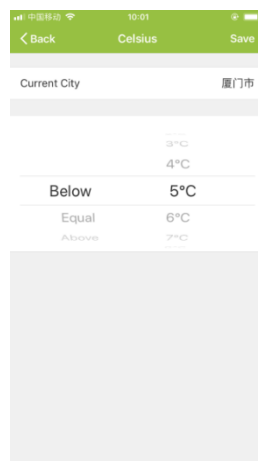 中国移动 10:01
Back Celsius Save
Current City 厦门市
3°C
4°C
Below 5°C
Equal 6°C
Above 7°C